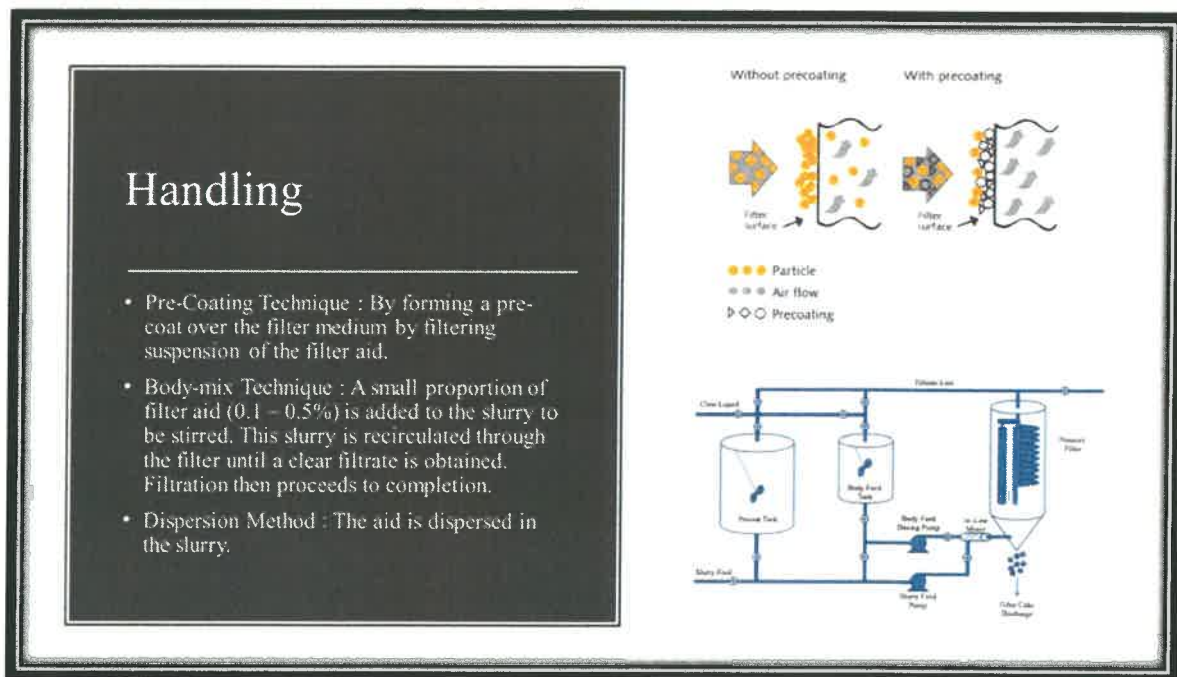 Handling
• Pre-Coating Technique : By forming a pre-
coat over the filter medium by filtering
suspension of the filter aid.
• Body-mix Technique : A small proportion of
filter aid (0.1 – 0.5%) is added to the slurry to
be stirred. This slurry is recirculated through
the filter until a clear filtrate is obtained.
Filtration then proceeds to completion.
• Dispersion Method : The aid is dispersed in
the slurry.
Without precoating
With precoating
Filter
surface
Filter
surface
Particle
Air flow
Precoating
Filtrate Line
Clear Liquid
Pressure
Filter
Precoat Tank
Body Feed
Tank
Body Feed
Dosing Pump
In-Line
Mixer
Slurry Feed
Slurry Feed
Pump
Filter Cake
Discharge